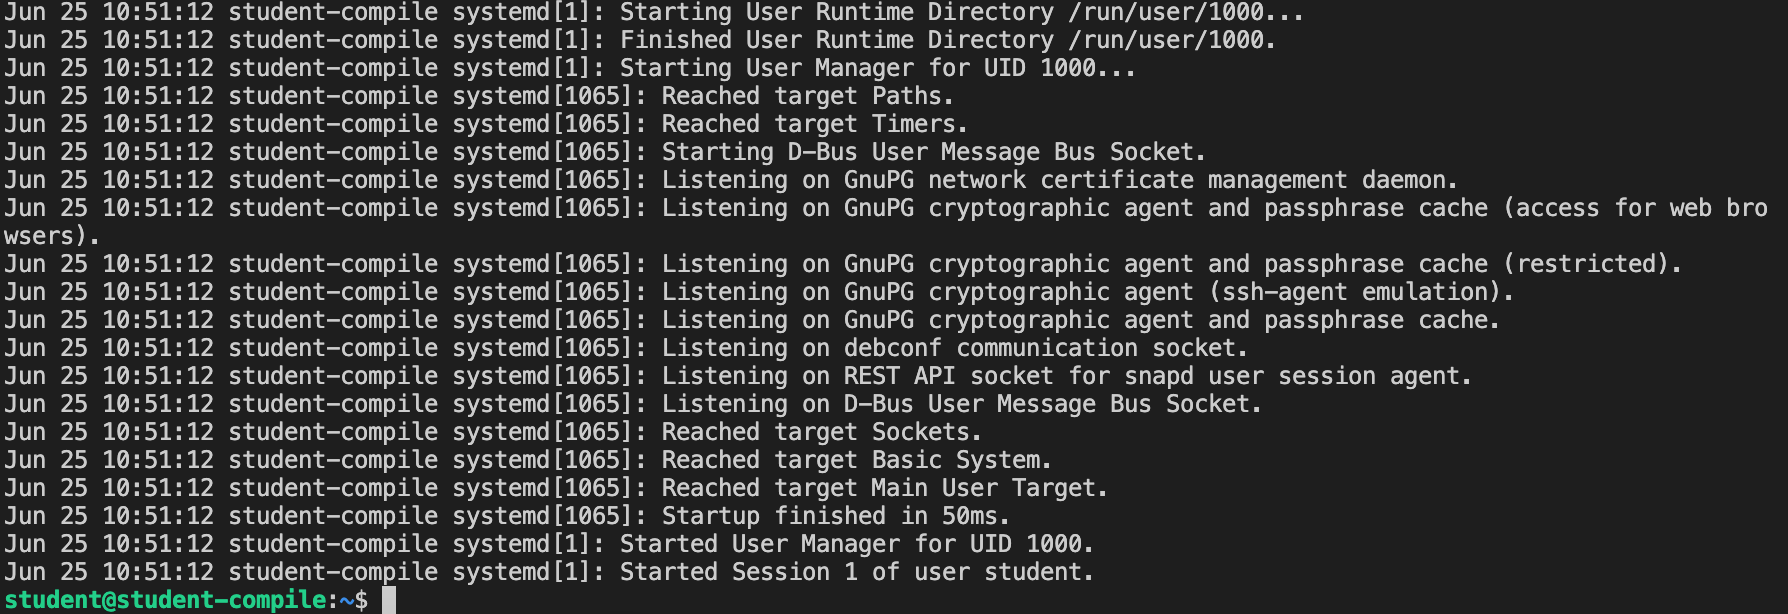 Jun 25 10:51:12 student-compile systemd[1]: Starting User Runtime Directory /run/user/1000...
Jun 25 10:51:12 student-compile systemd[1]: Finished User Runtime Directory /run/user/1000.
Jun 25 10:51:12 student-compile systemd[1]: Starting User Manager for UID 1000...
Jun 25 10:51:12 student-compile systemd[1065]: Reached target Paths.
Jun 25 10:51:12 student-compile systemd[1065]: Reached target Timers.
Jun 25 10:51:12 student-compile systemd[1065]: Starting D-Bus User Message Bus Socket.
Jun 25 10:51:12 student-compile systemd[1065]: Listening on GnuPG network certificate management daemon.
Jun 25 10:51:12 student-compile systemd[1065]: Listening on GnuPG cryptographic agent and passphrase cache (access for web bro
wsers).
Jun 25 10:51:12 student-compile systemd[1065]: Listening on GnuPG cryptographic agent and passphrase cache (restricted).
Jun 25 10:51:12 student-compile systemd[1065]: Listening on GnuPG cryptographic agent (ssh-agent emulation).
Jun 25 10:51:12 student-compile systemd[1065]: Listening on GnuPG cryptographic agent and passphrase cache.
Jun 25 10:51:12 student-compile systemd[1065]: Listening on debconf communication socket.
Jun 25 10:51:12 student-compile systemd[1065]: Listening on REST API socket for snapd user session agent.
Jun 25 10:51:12 student-compile systemd[1065]: Listening on D-Bus User Message Bus Socket.
Jun 25 10:51:12 student-compile systemd[1065]: Reached target Sockets.
Jun 25 10:51:12 student-compile systemd[1065]: Reached target Basic System.
Jun 25 10:51:12 student-compile systemd[1065]: Reached target Main User Target.
Jun 25 10:51:12 student-compile systemd[1065]: Startup finished in 50ms.
Jun 25 10:51:12 student-compile systemd[1]: Started User Manager for UID 1000.
Jun 25 10:51:12 student-compile systemd[1]: Started Session 1 of user student.
student@student-compile:~$